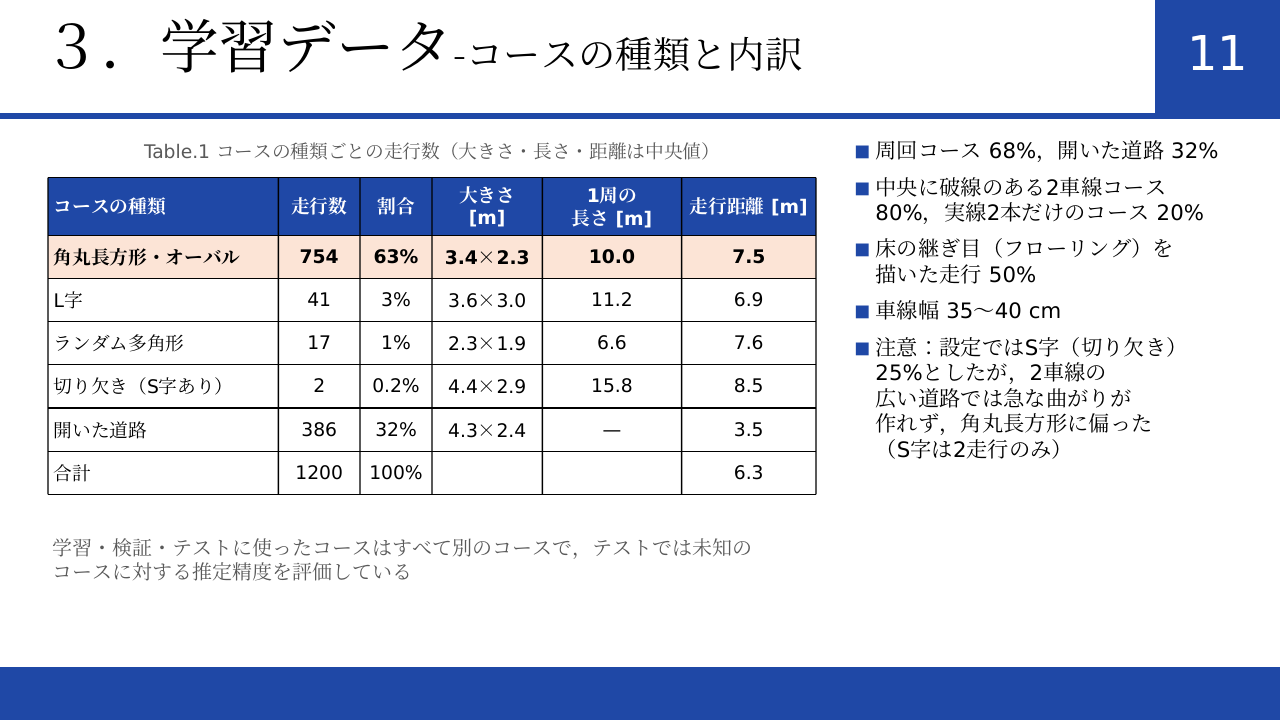 3．学習データ-コースの種類と内訳
11
Table.1 コースの種類ごとの走行数（大きさ・長さ・距離は中央値）
コースの種類 走行数 割合 大きさ [m] 1周の長さ [m] 走行距離 [m]
角丸長方形・オーバル 754 63% 3.4×2.3 10.0 7.5
L字 41 3% 3.6×3.0 11.2 6.9
ランダム多角形 17 1% 2.3×1.9 6.6 7.6
切り欠き（S字あり） 2 0.2% 4.4×2.9 15.8 8.5
開いた道路 386 32% 4.3×2.4 — 3.5
合計 1200 100% 6.3
学習・検証・テストに使ったコースはすべて別のコースで，テストでは未知の
コースに対する推定精度を評価している
■ 周回コース 68%，開いた道路 32%
■ 中央に破線のある2車線コース
80%，実線2本だけのコース 20%
■ 床の継ぎ目（フローリング）を
描いた走行 50%
■ 車線幅 35～40 cm
■ 注意：設定ではS字（切り欠き）
25%としたが，2車線の
広い道路では急な曲がりが
作れず，角丸長方形に偏った
（S字は2走行のみ）